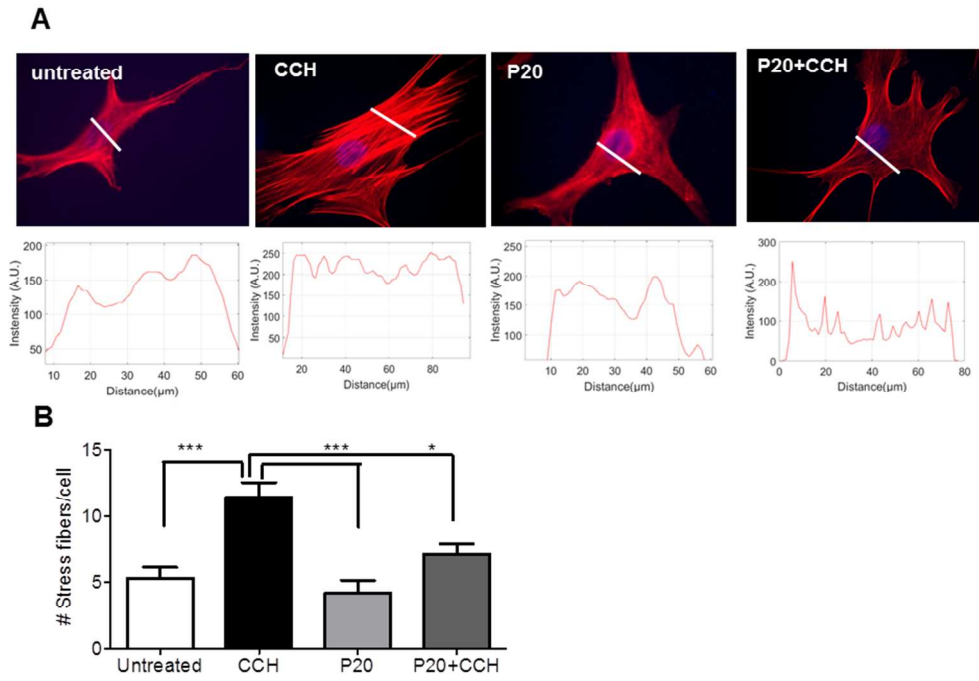 A
untreated
CCH
P20
P20+CCH
Instensity (A.U.)
200
150
100
50
10 20 30 40 50 60
Distance(µm)
Instensity (A.U.)
250
200
150
100
50
0
20 40 60 80
Distance(µm)
Intensity (A.U.)
250
200
150
100
10 20 30 40 50 60
Distance(µm)
Intensity (A.U.)
300
200
100
0
0 20 40 60 80
Distance(µm)
B
# Stress fibers/cell
15
10
5
0
*** *** *
Untreated CCH P20 P20+CCH